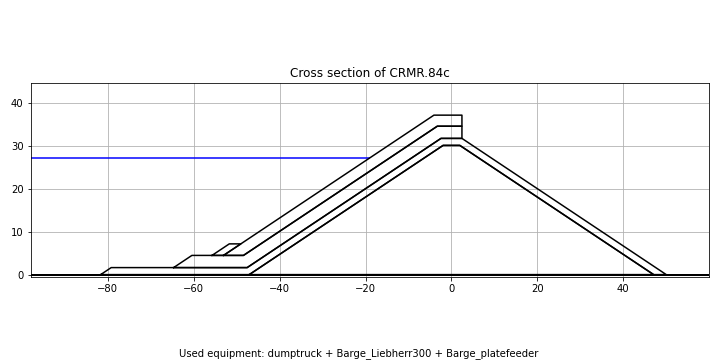 Cross section of CRMR.84c
40
30
20
10
0
−80 −60 −40 −20 0 20 40
Used equipment: dumptruck + Barge_Liebherr300 + Barge_platefeeder